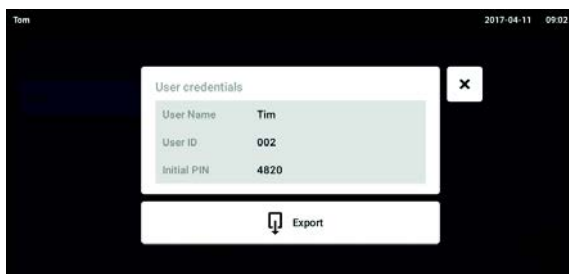 Tom 2017-04-11 09:02
User credentials
User Name Tim
User ID 002
Initial PIN 4820
Export